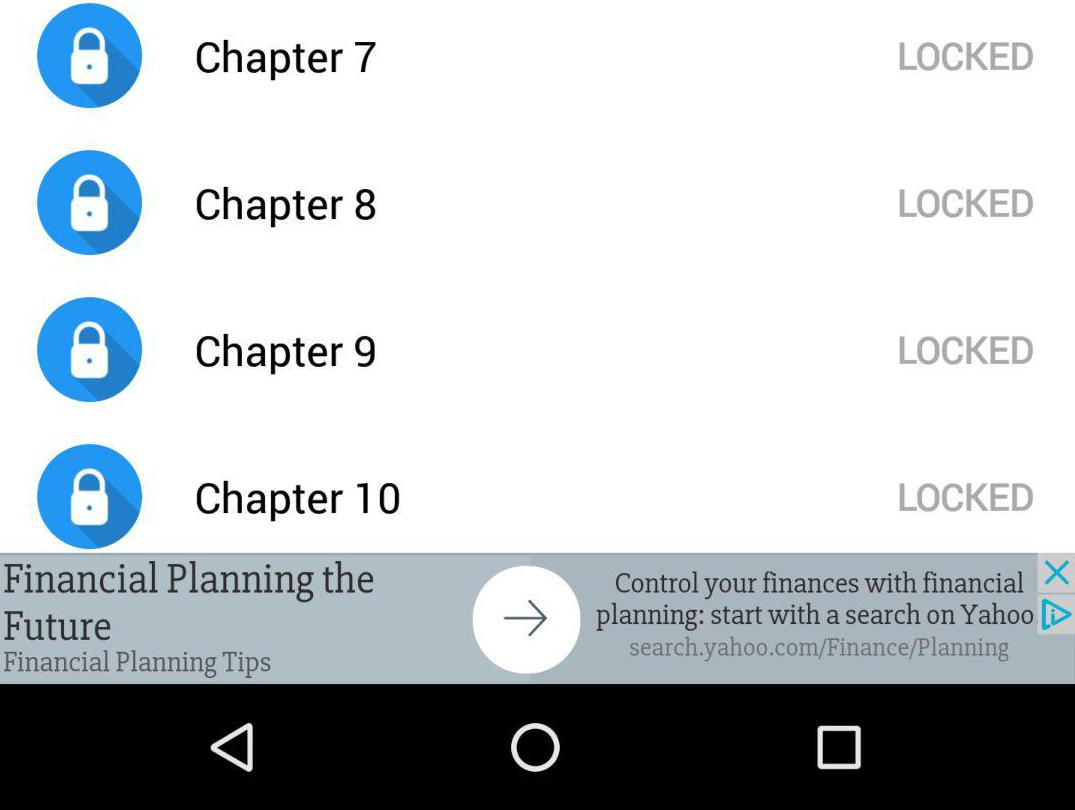 Chapter 7 LOCKED
Chapter 8 LOCKED
Chapter 9 LOCKED
Chapter 10 LOCKED
Financial Planning the
Future
Financial Planning Tips
Control your finances with financial
planning: start with a search on Yahoo
search.yahoo.com/Finance/Planning